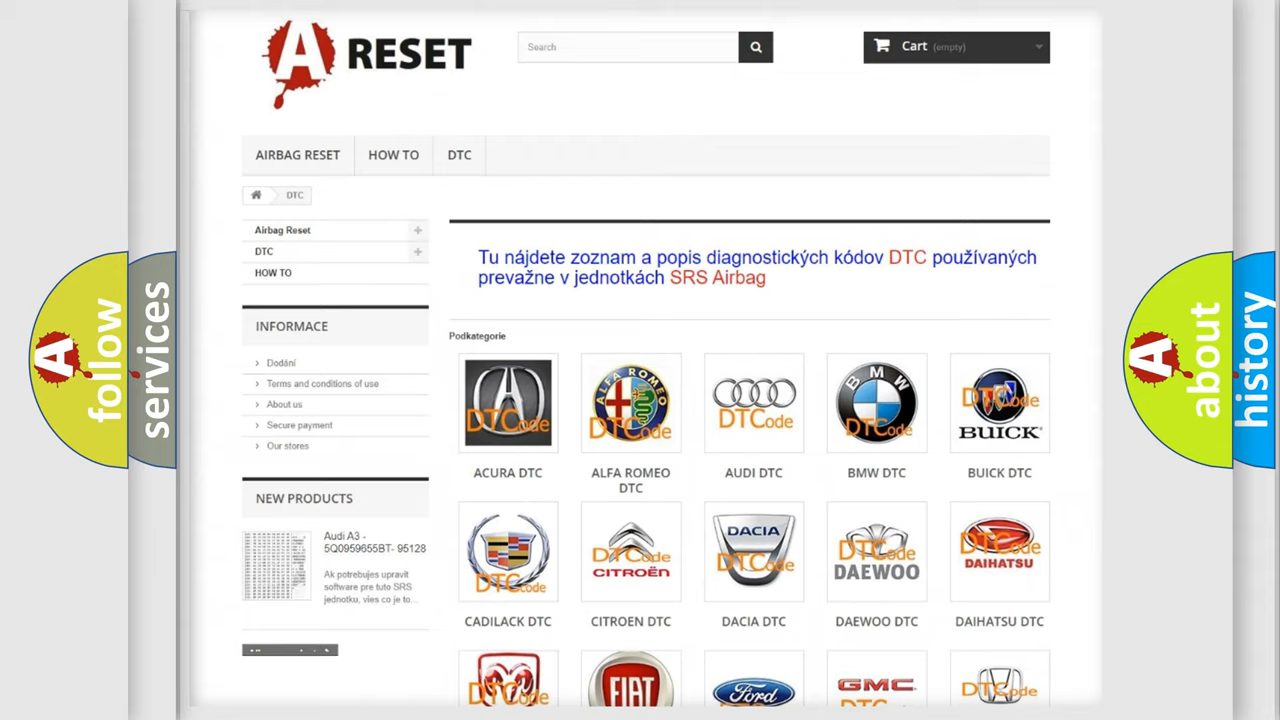 A RESET
Search
Cart (empty)
AIRBAG RESET
HOW TO
DTC
DTC
Airbag Reset
DTC
HOW TO
Tu nájdete zoznam a popis diagnostických kódov DTC používaných
prevažne v jednotkách SRS Airbag
INFORMACE
Dodání
Terms and conditions of use
About us
Secure payment
Our stores
NEW PRODUCTS
Audi A3 -
5Q0959655BT- 95128
Ak potrebujes upravit
software pre tuto SRS
jednotku, vies co je to...
Podkategorie
DTCode
ALFA ROMEO
DTCode
DTCode
BMW
DTCode
DTCode
BUICK
ACURA DTC
ALFA ROMEO
DTC
AUDI DTC
BMW DTC
BUICK DTC
DTCode
DTCode
CITROËN
DACIA
DTCode
DTCode
DAEWOO
DTCode
DAIHATSU
CADILACK DTC
CITROEN DTC
DACIA DTC
DAEWOO DTC
DAIHATSU DTC
DTCode
FIAT
Ford
GMC
DTCode
A follow
services
A about
history